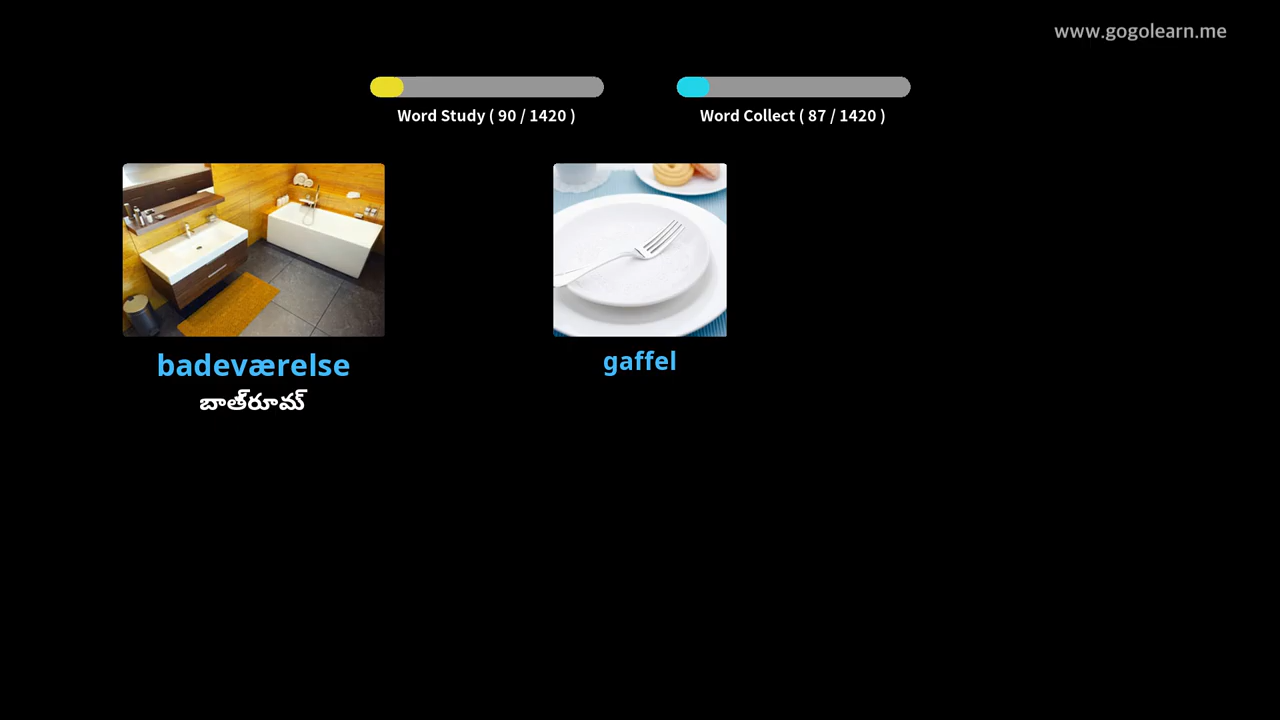 www.gogolearn.me
Word Study ( 90 / 1420 )
Word Collect ( 87 / 1420 )
badeværelse
gaffel
బాత్‌రూమ్